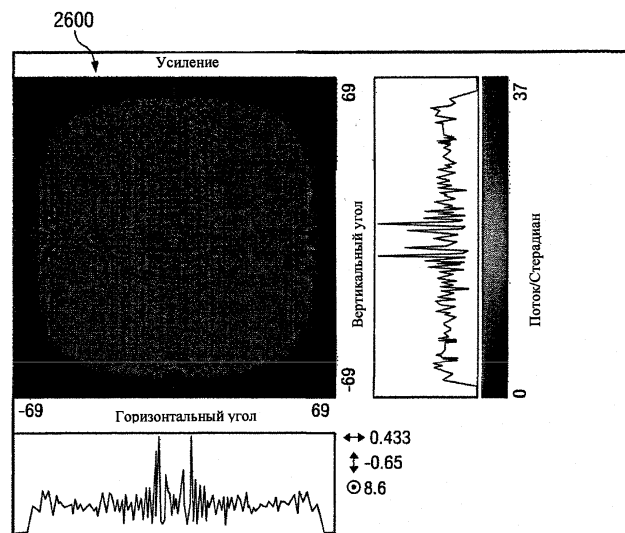 2600
Усиление
69
Вертикальный угол
-69
37
Поток/Стерадиан
0
-69
69
Горизонтальный угол
↔ 0.433
↕ -0.65
⊙ 8.6